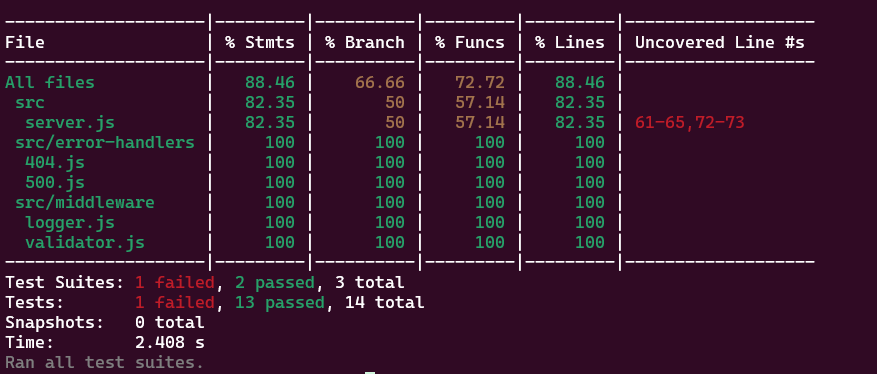 --------------------|---------|----------|---------|---------|-------------------
File                | % Stmts | % Branch | % Funcs | % Lines | Uncovered Line #s
--------------------|---------|----------|---------|---------|-------------------
All files           |   88.46 |    66.66 |   72.72 |   88.46 |
 src                |   82.35 |       50 |   57.14 |   82.35 |
  server.js         |   82.35 |       50 |   57.14 |   82.35 | 61-65,72-73
 src/error-handlers |     100 |      100 |     100 |     100 |
  404.js            |     100 |      100 |     100 |     100 |
  500.js            |     100 |      100 |     100 |     100 |
 src/middleware     |     100 |      100 |     100 |     100 |
  logger.js         |     100 |      100 |     100 |     100 |
  validator.js      |     100 |      100 |     100 |     100 |
--------------------|---------|----------|---------|---------|-------------------
Test Suites: 1 failed, 2 passed, 3 total
Tests:       1 failed, 13 passed, 14 total
Snapshots:   0 total
Time:        2.408 s
Ran all test suites.